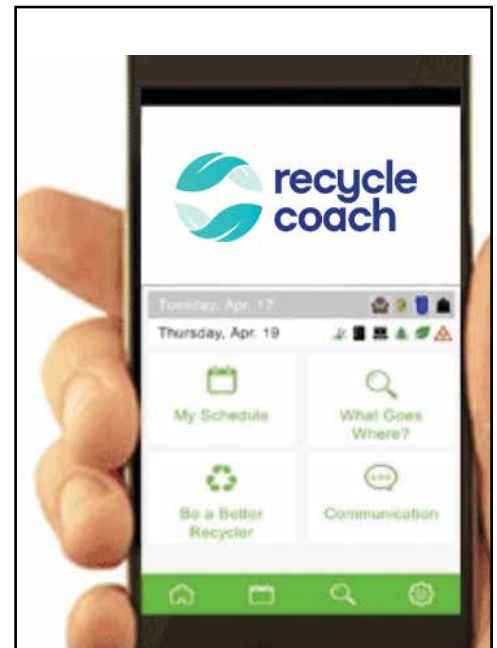 recycle
coach
Tuesday, Apr. 17
Thursday, Apr. 19
My Schedule
What Goes
Where?
Be a Better
Recycler
Communication